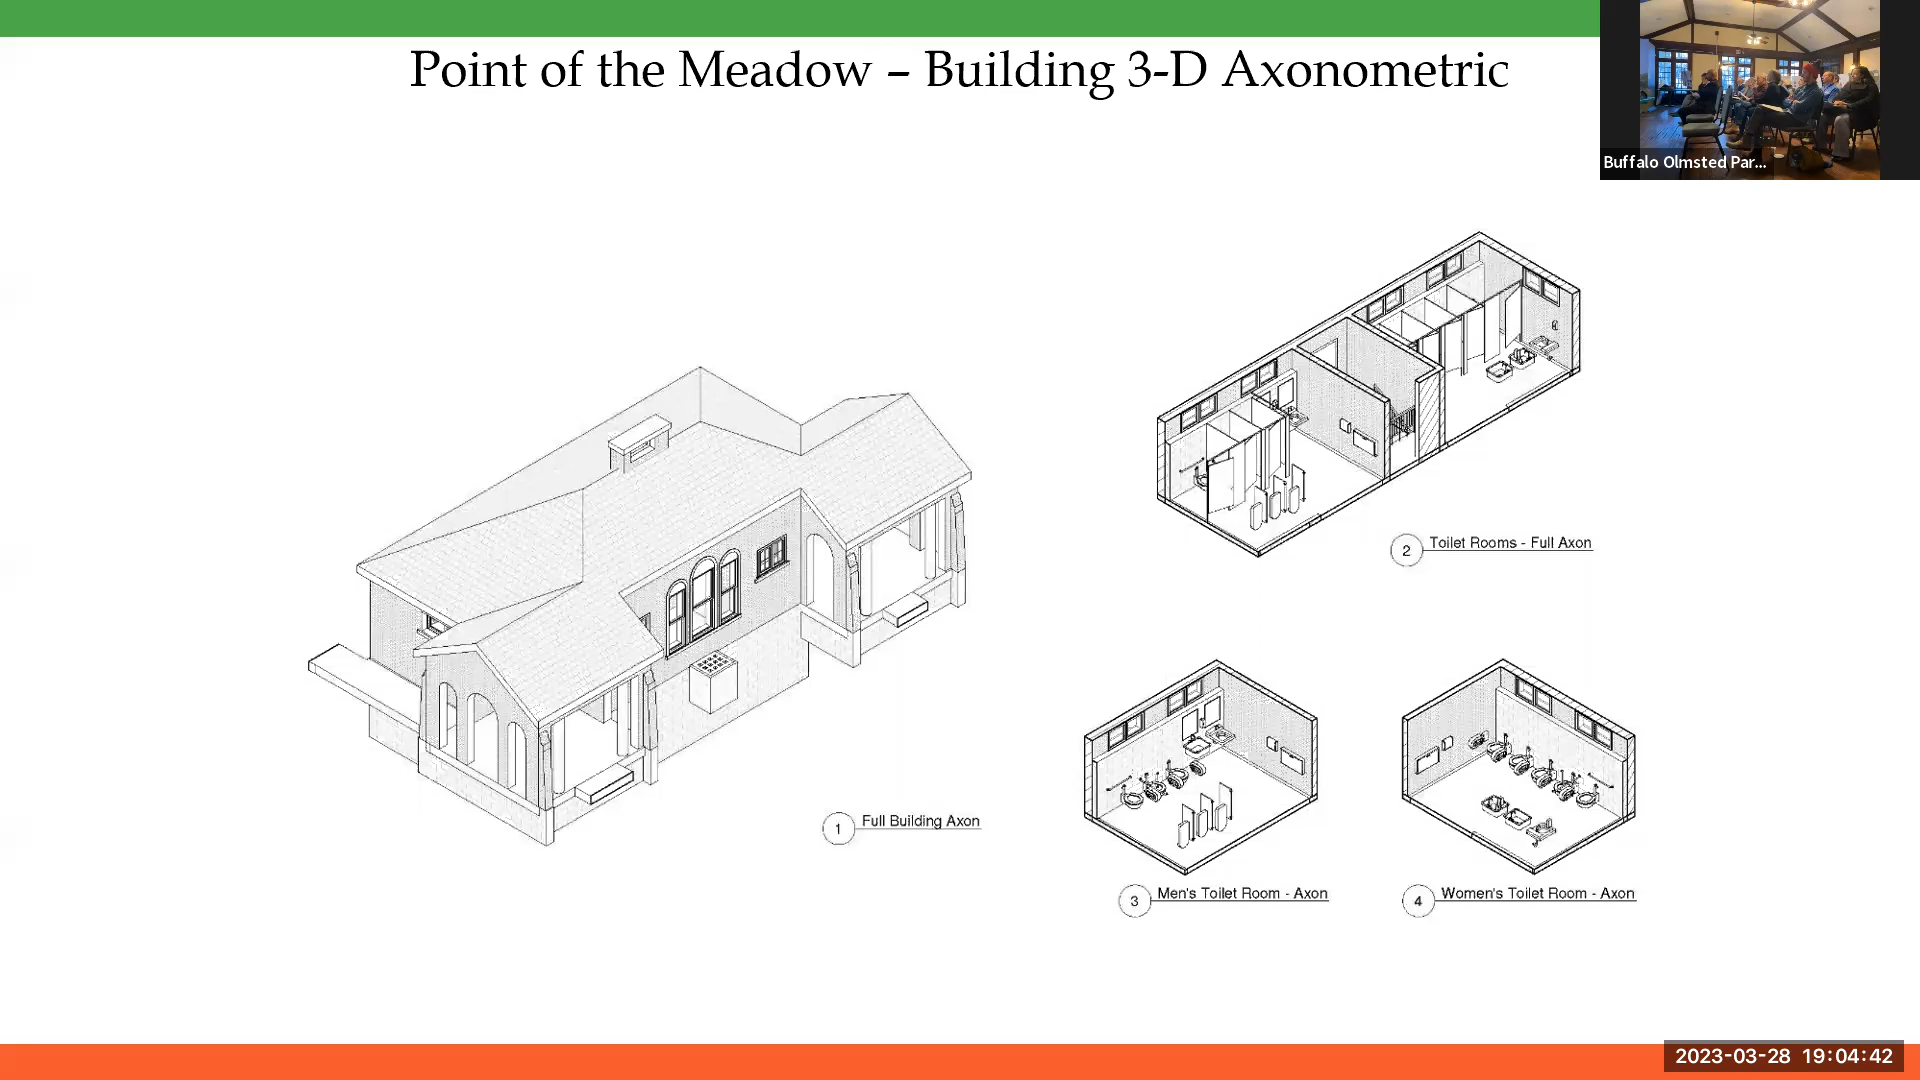 Point of the Meadow – Building 3-D Axonometric
Buffalo Olmsted Par...
2 Toilet Rooms - Full Axon
1 Full Building Axon
3 Men's Toilet Room - Axon
4 Women's Toilet Room - Axon
2023-03-28 19:04:42